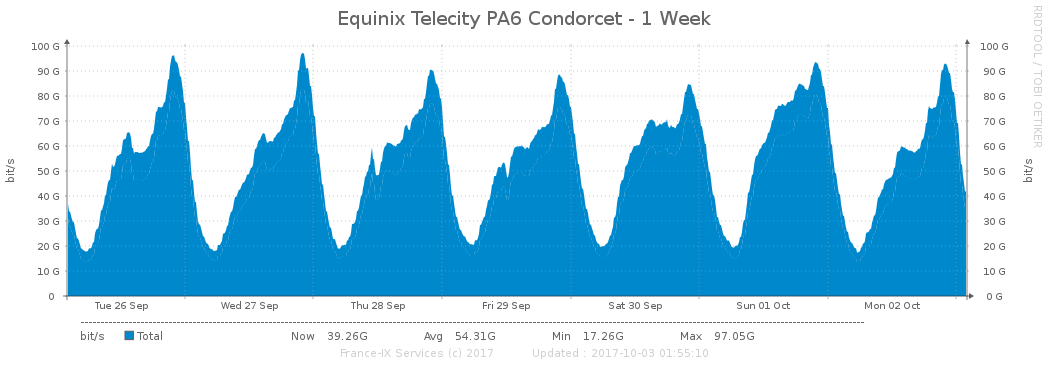 Equinix Telecity PA6 Condorcet - 1 Week
RRDTOOL / TOBI OETIKER
bit/s
100 G
90 G
80 G
70 G
60 G
50 G
40 G
30 G
20 G
10 G
0
100 G
90 G
80 G
70 G
60 G
50 G
40 G
30 G
20 G
10 G
0 G
bit/s
Tue 26 Sep Wed 27 Sep Thu 28 Sep Fri 29 Sep Sat 30 Sep Sun 01 Oct Mon 02 Oct
bit/s Total Now 39.26G Avg 54.31G Min 17.26G Max 97.05G
France-IX Services (c) 2017 Updated : 2017-10-03 01:55:10